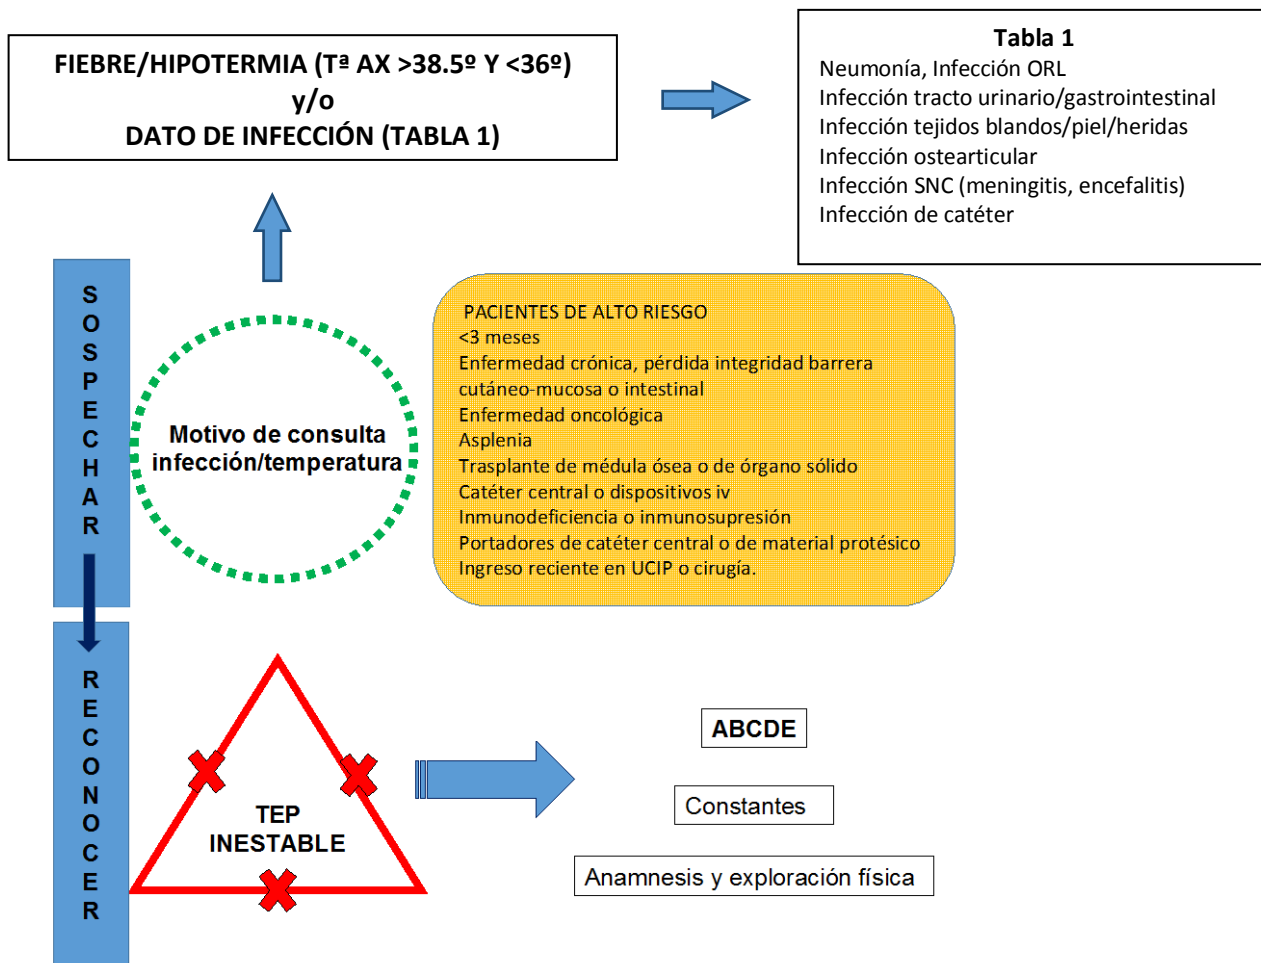 FIEBRE/HIPOTERMIA (Tª AX >38.5º Y <36º)
y/o
DATO DE INFECCIÓN (TABLA 1)
Tabla 1
Neumonía, Infección ORL
Infección tracto urinario/gastrointestinal
Infección tejidos blandos/piel/heridas
Infección ostearticular
Infección SNC (meningitis, encefalitis)
Infección de catéter
SOSPECHAR
Motivo de consulta
infección/temperatura
PACIENTES DE ALTO RIESGO
<3 meses
Enfermedad crónica, pérdida integridad barrera
cutáneo-mucosa o intestinal
Enfermedad oncológica
Asplenia
Trasplante de médula ósea o de órgano sólido
Catéter central o dispositivos iv
Inmunodeficiencia o inmunosupresión
Portadores de catéter central o de material protésico
Ingreso reciente en UCIP o cirugía.
RECONOCER
TEP
INESTABLE
ABCDE
Constantes
Anamnesis y exploración física